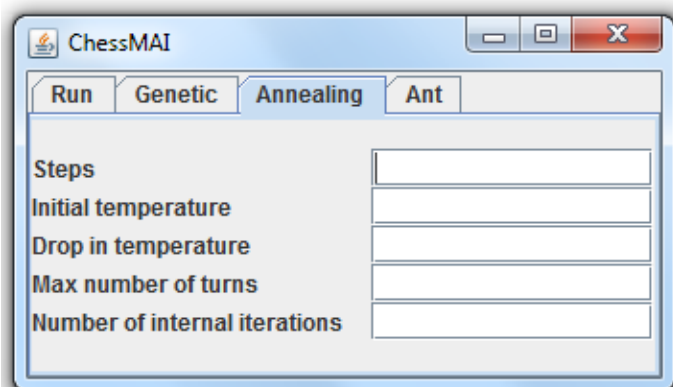 ChessMAI
Run Genetic Annealing Ant
Steps
Initial temperature
Drop in temperature
Max number of turns
Number of internal iterations